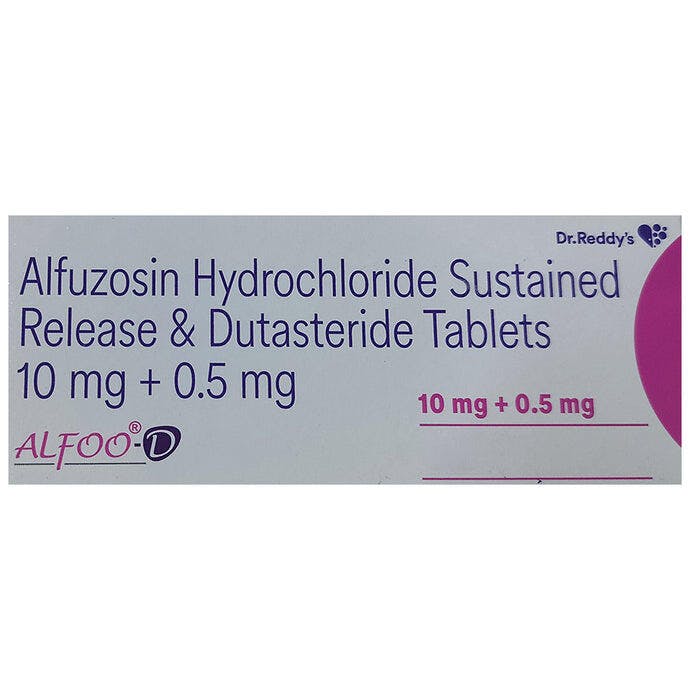 Dr.Reddy's
Alfuzosin Hydrochloride Sustained
Release & Dutasteride Tablets
10 mg + 0.5 mg
10 mg + 0.5 mg
ALFOO®-D